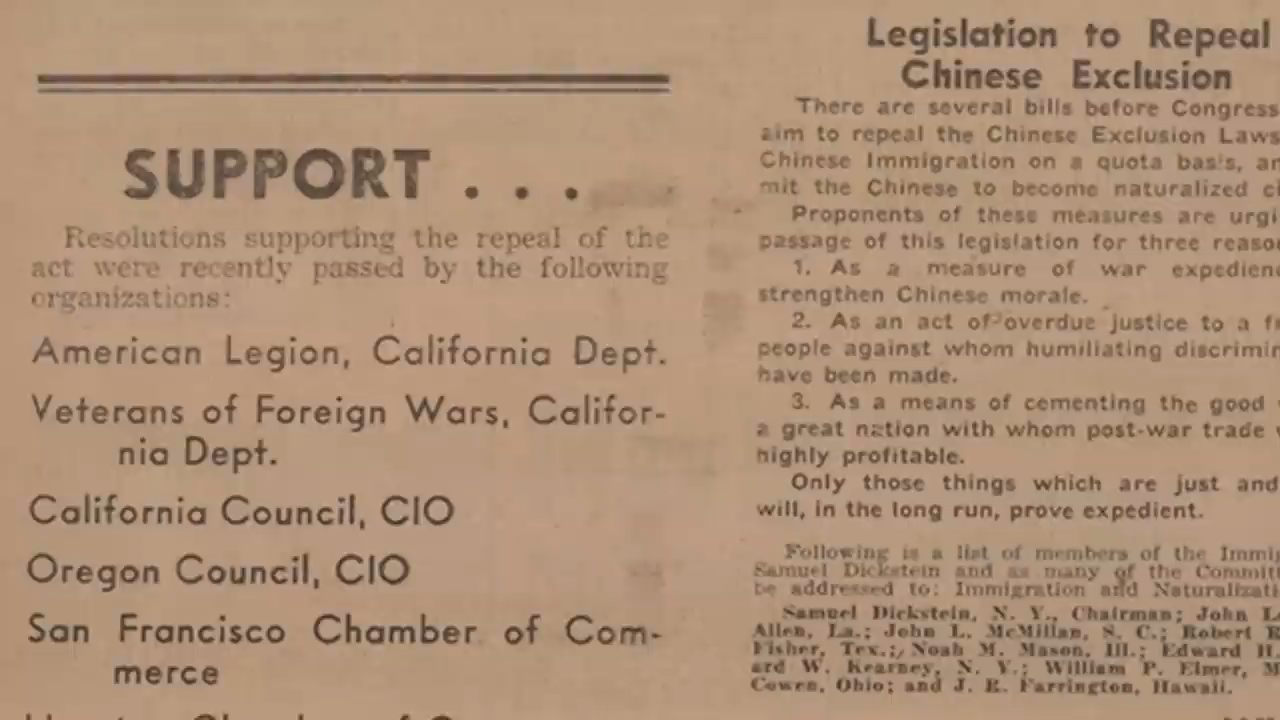 SUPPORT . . .
Resolutions supporting the repeal of the
act were recently passed by the following
organizations:
American Legion, California Dept.
Veterans of Foreign Wars, Califor-
nia Dept.
California Council, CIO
Oregon Council, CIO
San Francisco Chamber of Com-
merce
Legislation to Repeal
Chinese Exclusion
There are several bills before Congress
aim to repeal the Chinese Exclusion Laws
Chinese Immigration on a quota basis,
mit the Chinese to become naturalized
Proponents of these measures are
passage of this legislation for three
1. As a measure of war
strengthen Chinese morale.
2. As an act of overdue justice to a
people against whom humiliating
have been made.
3. As a means of cementing the good
a great nation with whom post-war trade
highly profitable.
Only those things which are just and
will, in the long run, prove expedient.
Following is a list of members of the
Samuel Dickstein and as many of the
be addressed to: Immigration and
Samuel Dickstein, N. Y., Chairman; John L.
Allen, La.; John L. McMillan, S. C.; Robert
Fisher, Tex.; Noah M. Mason, Ill.; Edward H.
ard W. Kearney, N. Y.; William P. Elmer,
Cowen, Ohio; and J. R. Farrington, Hawaii.